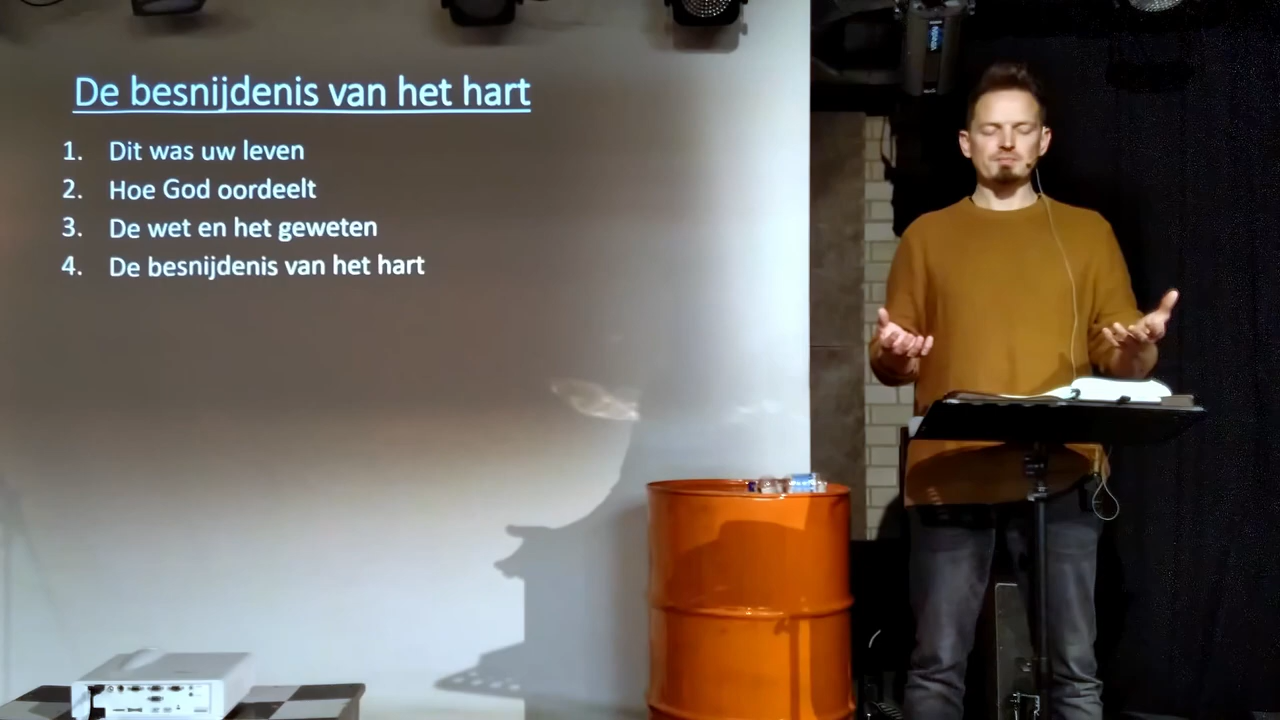 De besnijdenis van het hart
1. Dit was uw leven
2. Hoe God oordeelt
3. De wet en het geweten
4. De besnijdenis van het hart